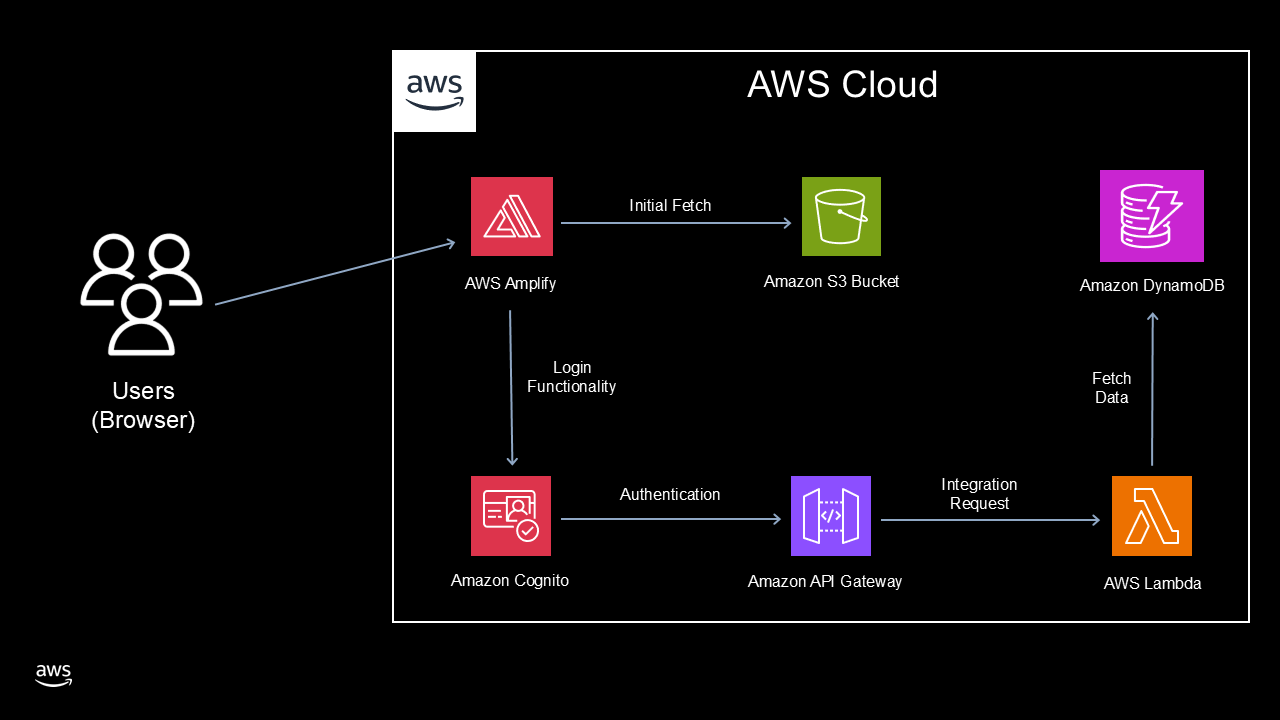 aws
AWS Cloud
Initial Fetch
AWS Amplify
Amazon S3 Bucket
Amazon DynamoDB
Users
(Browser)
Login
Functionality
Fetch
Data
Authentication
Integration
Request
Amazon Cognito
Amazon API Gateway
AWS Lambda
aws